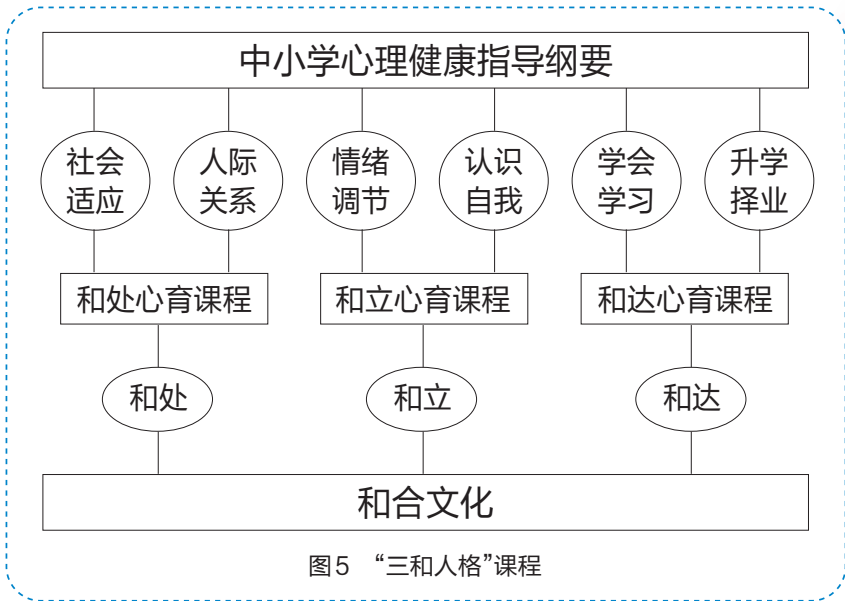 中小学心理健康指导纲要
社会
适应
人际
关系
情绪
调节
认识
自我
学会
学习
升学
择业
和处心育课程
和立心育课程
和达心育课程
和处
和立
和达
和合文化
图5 “三和人格”课程